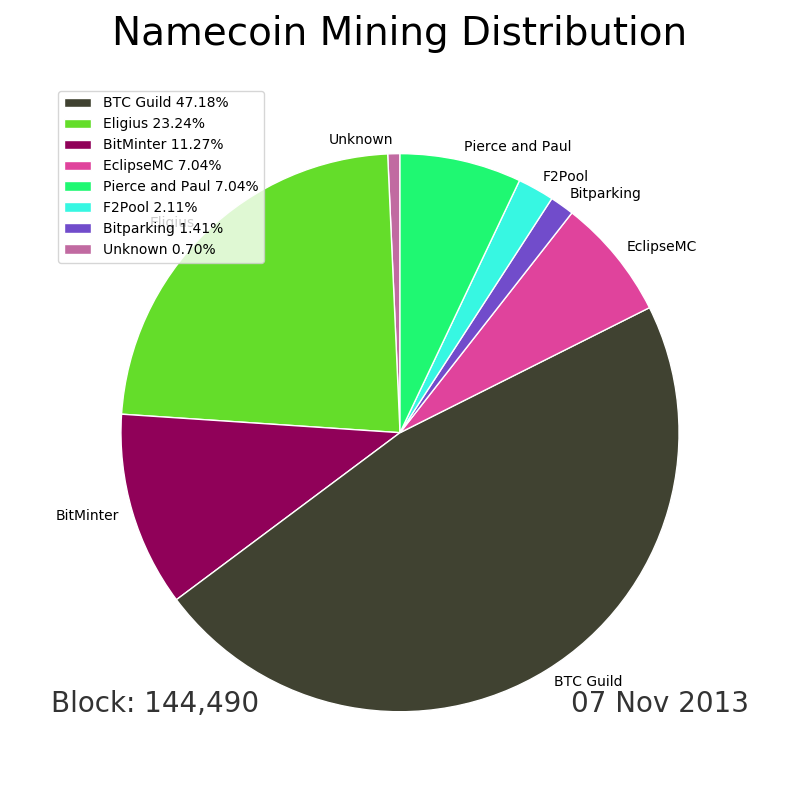 Namecoin Mining Distribution
BTC Guild 47.18%
Eligius 23.24%
BitMinter 11.27%
EclipseMC 7.04%
Pierce and Paul 7.04%
F2Pool 2.11%
Bitparking 1.41%
Unknown 0.70%
Unknown
Pierce and Paul
F2Pool
Bitparking
EclipseMC
Eligius
BitMinter
BTC Guild
Block: 144,490
07 Nov 2013